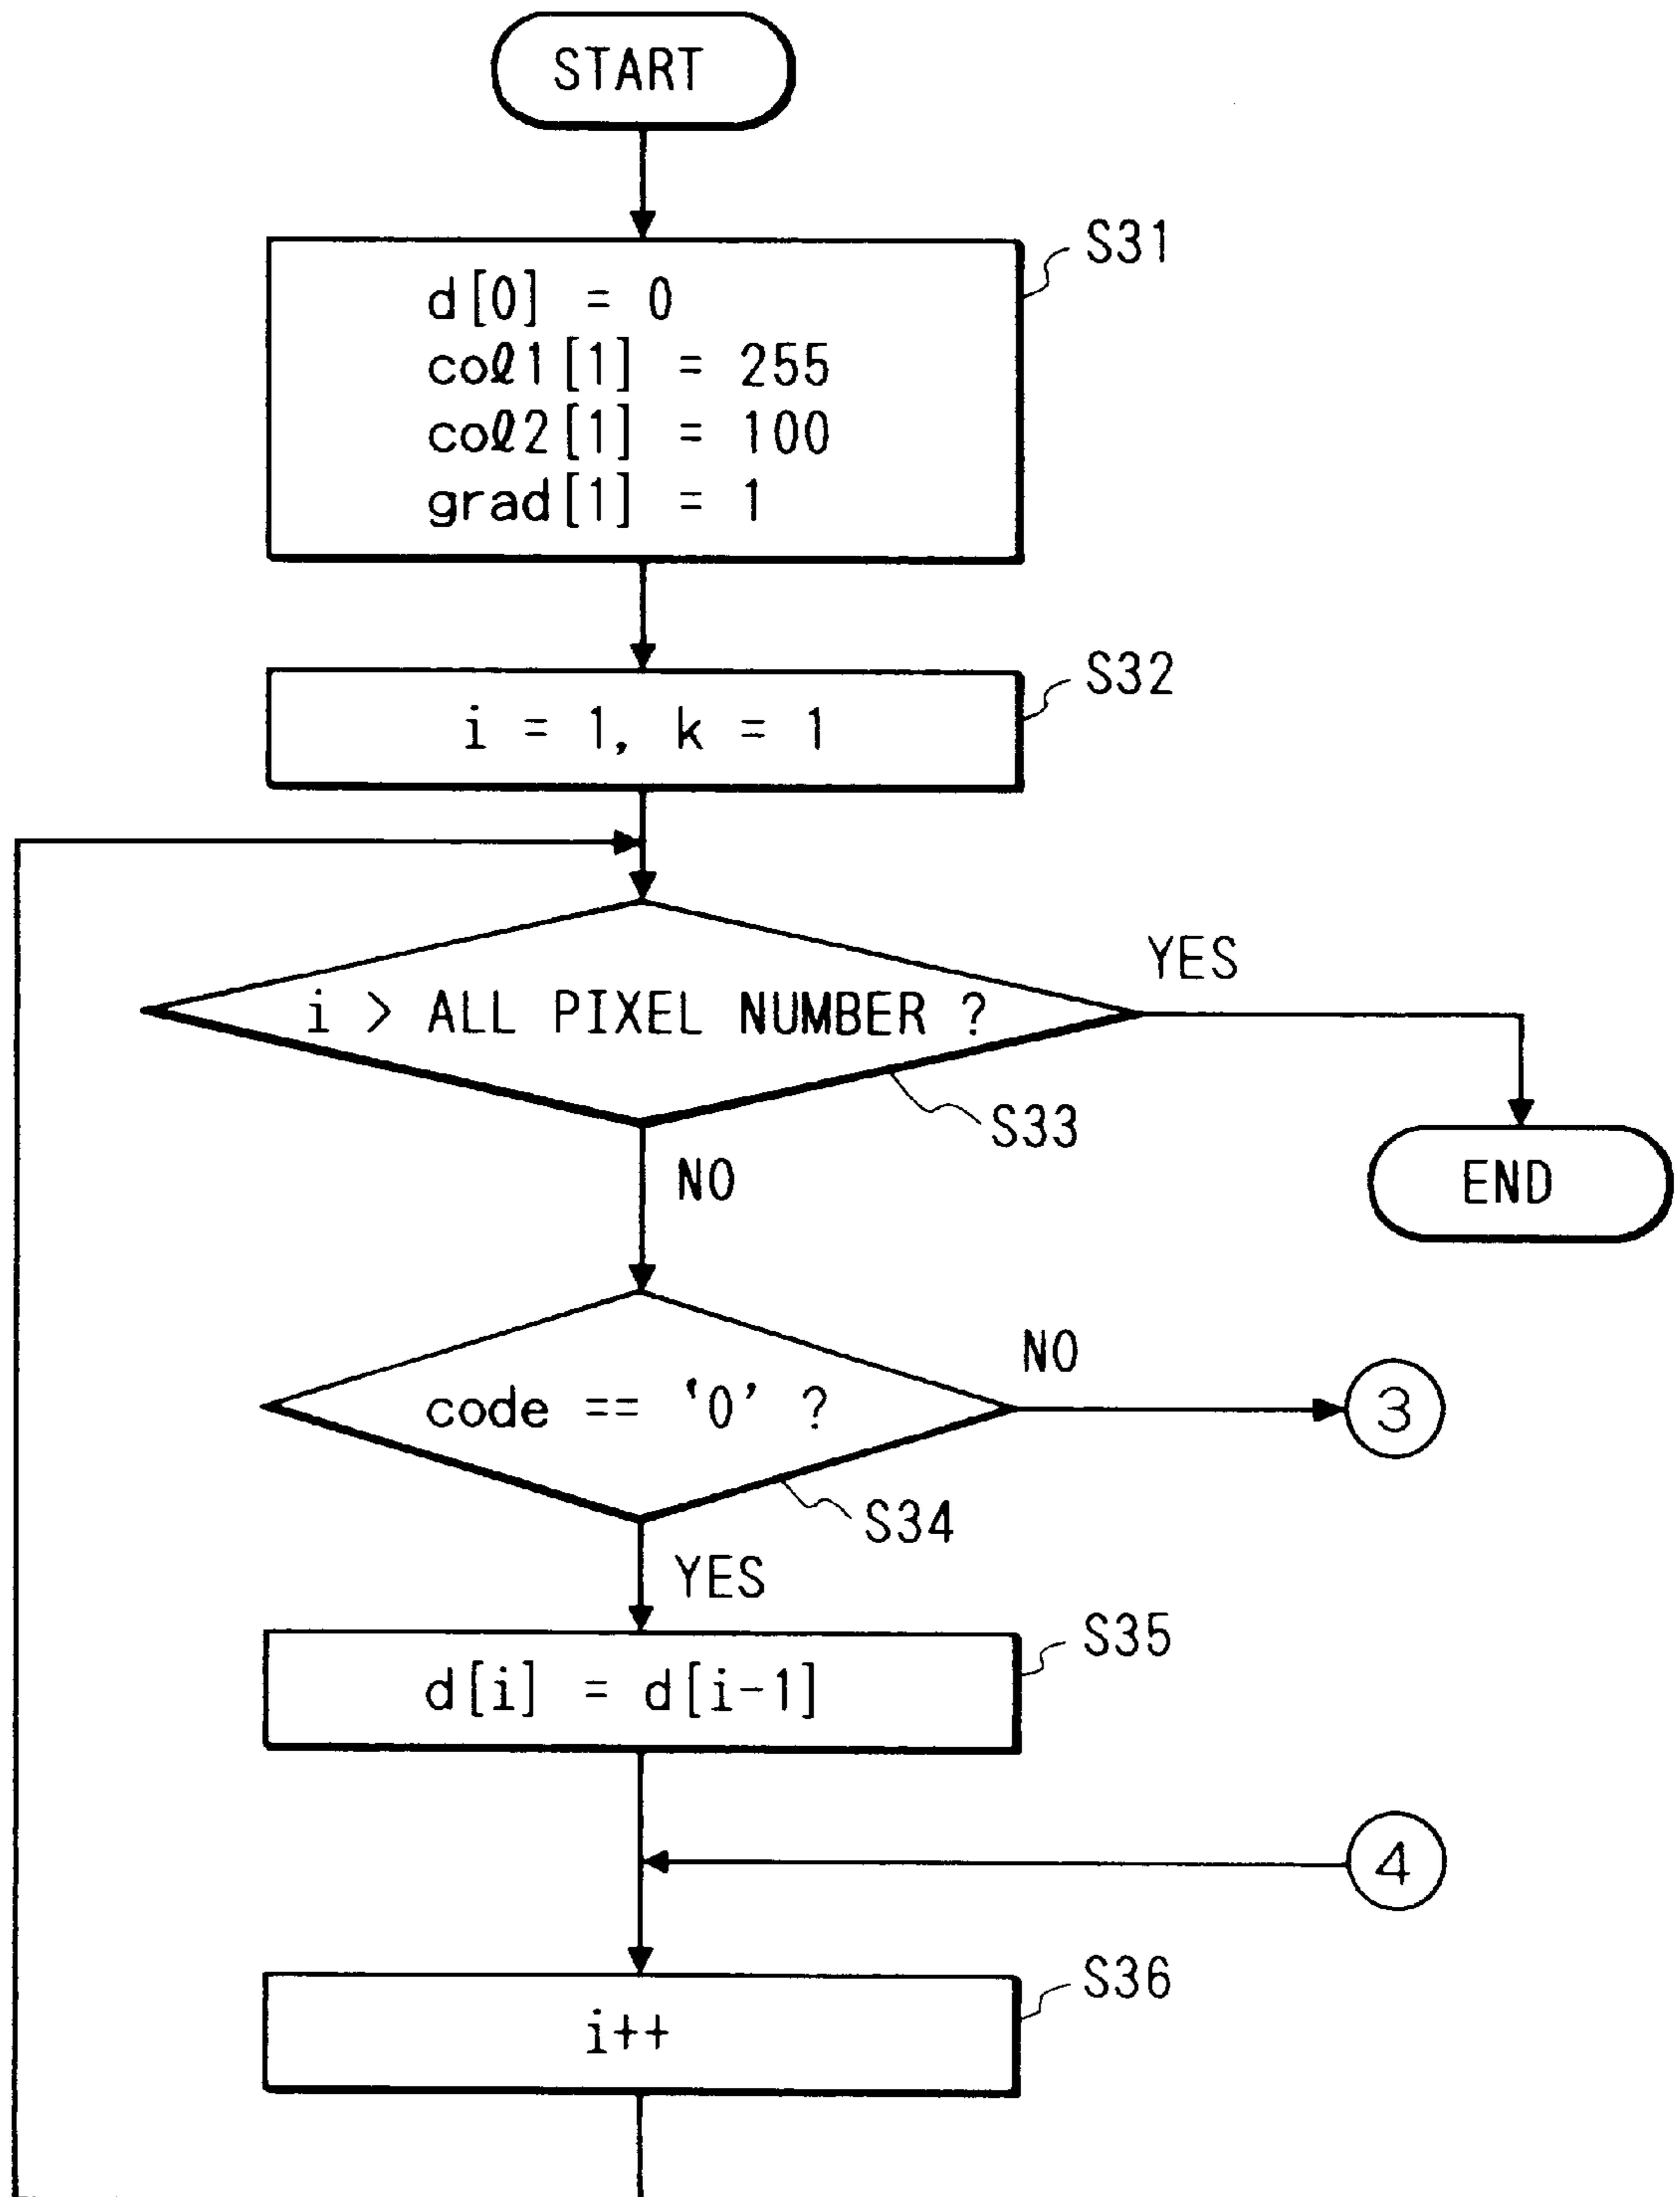 START
S31
d[0] = 0
col1[1] = 255
col2[1] = 100
grad[1] = 1
S32
i = 1, k = 1
YES
i > ALL PIXEL NUMBER ?
S33
NO
END
NO
code == ‘0’ ?
3
S34
YES
S35
d[i] = d[i-1]
4
S36
i++